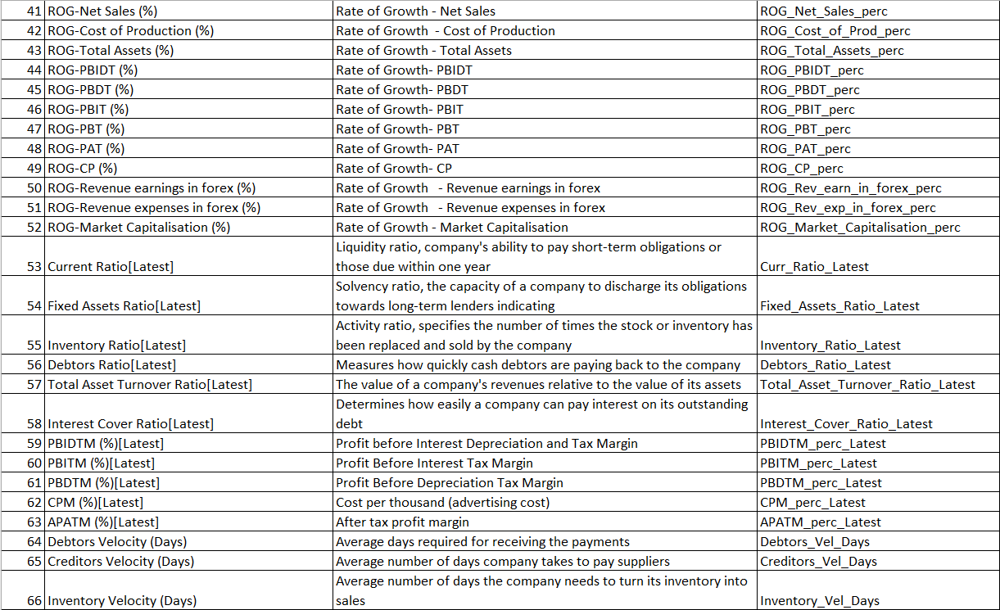 41 ROG-Net Sales (%) Rate of Growth - Net Sales ROG_Net_Sales_perc
42 ROG-Cost of Production (%) Rate of Growth  - Cost of Production ROG_Cost_of_Prod_perc
43 ROG-Total Assets (%) Rate of Growth - Total Assets ROG_Total_Assets_perc
44 ROG-PBIDT (%) Rate of Growth- PBIDT ROG_PBIDT_perc
45 ROG-PBDT (%) Rate of Growth- PBDT ROG_PBDT_perc
46 ROG-PBIT (%) Rate of Growth- PBIT ROG_PBIT_perc
47 ROG-PBT (%) Rate of Growth- PBT ROG_PBT_perc
48 ROG-PAT (%) Rate of Growth- PAT ROG_PAT_perc
49 ROG-CP (%) Rate of Growth- CP ROG_CP_perc
50 ROG-Revenue earnings in forex (%) Rate of Growth   - Revenue earnings in forex ROG_Rev_earn_in_forex_perc
51 ROG-Revenue expenses in forex (%) Rate of Growth   - Revenue expenses in forex ROG_Rev_exp_in_forex_perc
52 ROG-Market Capitalisation (%) Rate of Growth - Market Capitalisation ROG_Market_Capitalisation_perc
Liquidity ratio, company's ability to pay short-term obligations or
53 Current Ratio[Latest] those due within one year Curr_Ratio_Latest
Solvency ratio, the capacity of a company to discharge its obligations
54 Fixed Assets Ratio[Latest] towards long-term lenders indicating Fixed_Assets_Ratio_Latest
Activity ratio, specifies the number of times the stock or inventory has
55 Inventory Ratio[Latest] been replaced and sold by the company Inventory_Ratio_Latest
56 Debtors Ratio[Latest] Measures how quickly cash debtors are paying back to the company Debtors_Ratio_Latest
57 Total Asset Turnover Ratio[Latest] The value of a company's revenues relative to the value of its assets Total_Asset_Turnover_Ratio_Latest
Determines how easily a company can pay interest on its outstanding
58 Interest Cover Ratio[Latest] debt Interest_Cover_Ratio_Latest
59 PBIDTM (%)[Latest] Profit before Interest Depreciation and Tax Margin PBIDTM_perc_Latest
60 PBITM (%)[Latest] Profit Before Interest Tax Margin PBITM_perc_Latest
61 PBDTM (%)[Latest] Profit Before Depreciation Tax Margin PBDTM_perc_Latest
62 CPM (%)[Latest] Cost per thousand (advertising cost) CPM_perc_Latest
63 APATM (%)[Latest] After tax profit margin APATM_perc_Latest
64 Debtors Velocity (Days) Average days required for receiving the payments Debtors_Vel_Days
65 Creditors Velocity (Days) Average number of days company takes to pay suppliers Creditors_Vel_Days
Average number of days the company needs to turn its inventory into
66 Inventory Velocity (Days) sales Inventory_Vel_Days